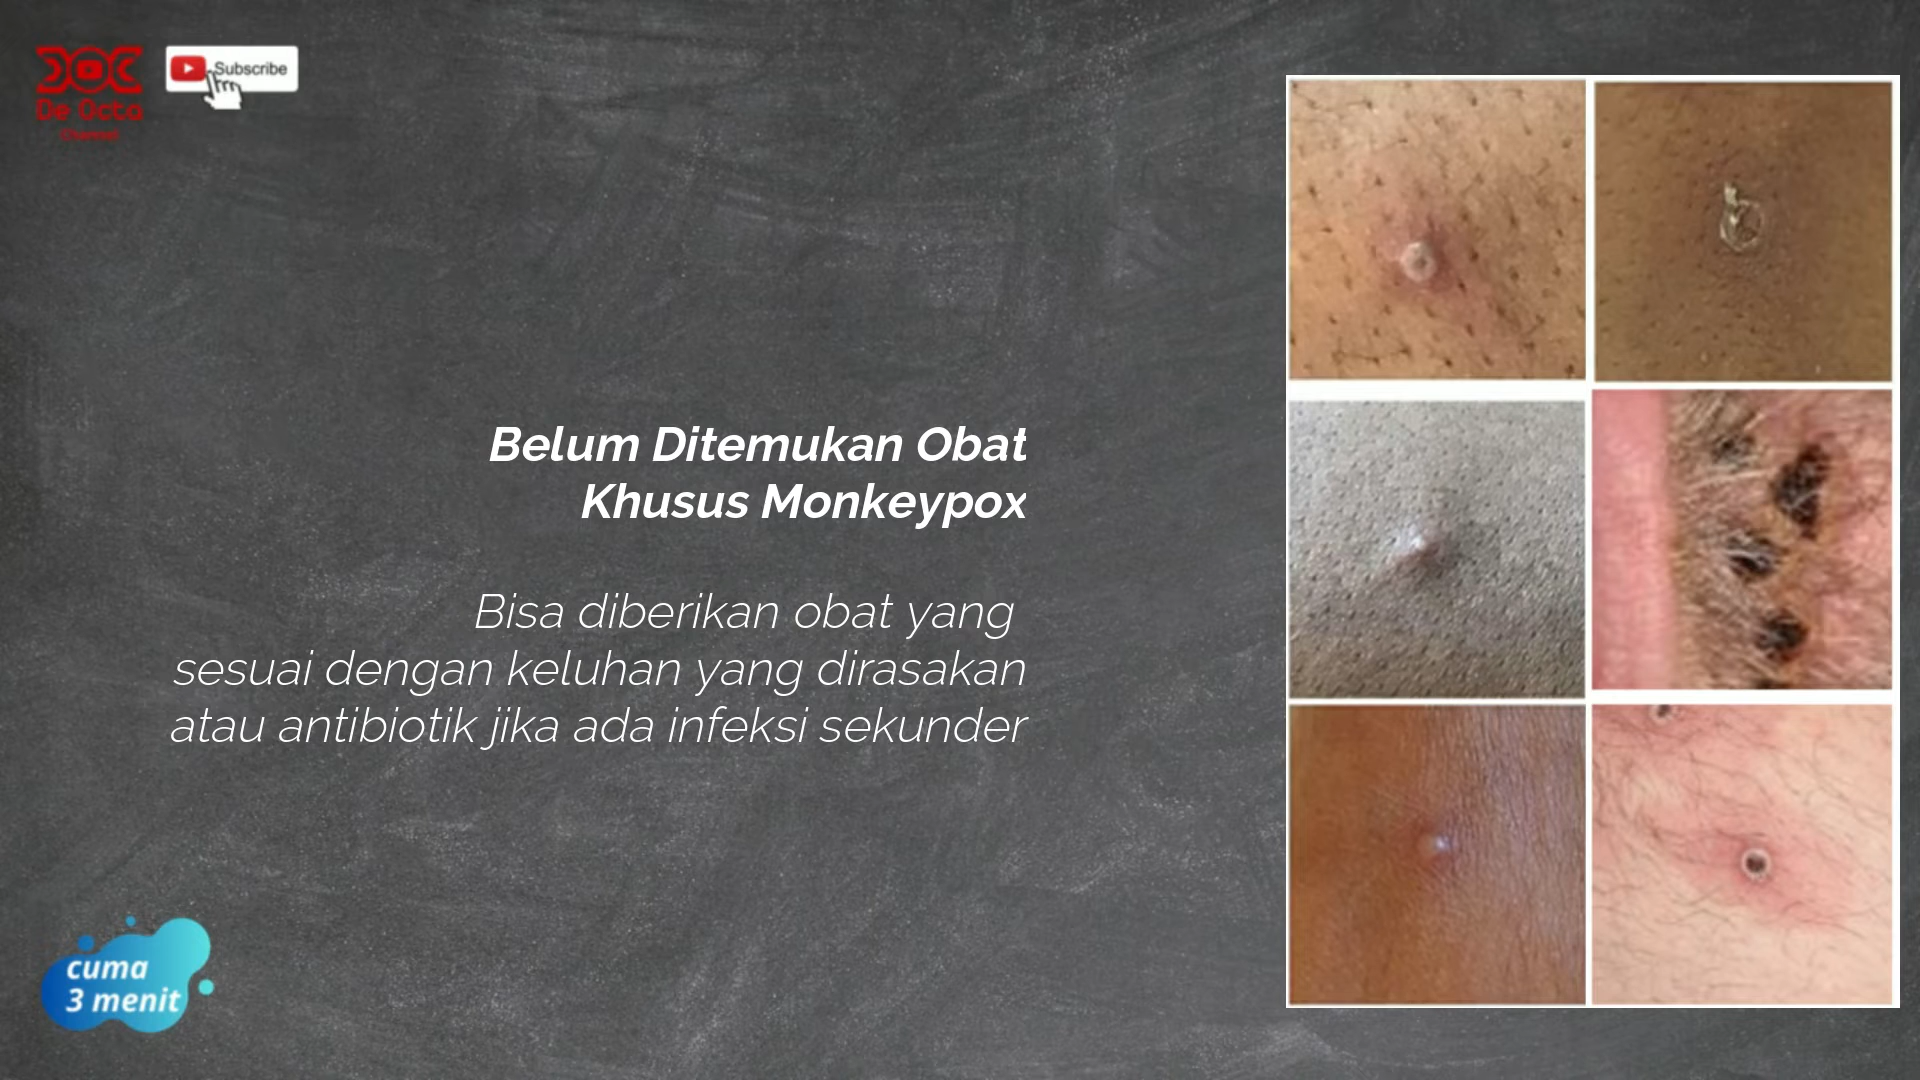 De Octo
Channel
Subscribe
Belum Ditemukan Obat
Khusus Monkeypox
Bisa diberikan obat yang
sesuai dengan keluhan yang dirasakan
atau antibiotik jika ada infeksi sekunder
cuma
3 menit